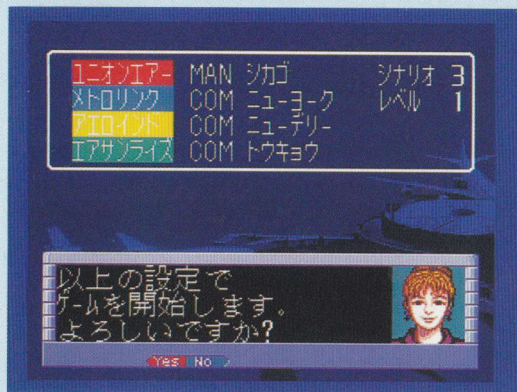 ユニオンエアー MAN シカゴ シナリオ 3
メトロリンク COM ニューヨーク レベル 1
アエロイント COM ニューデリー
エアサンライズ COM トウキョウ
以上の設定で
ゲームを開始します。
よろしいですか?
Yes No